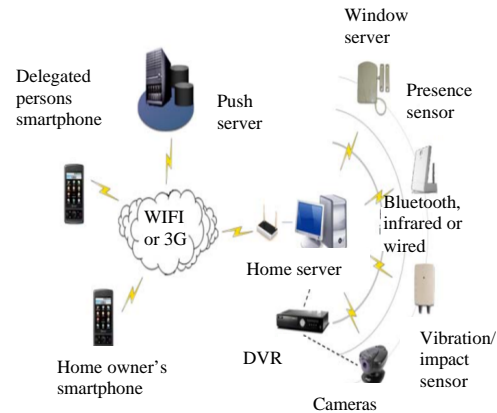 Window
server
Delegated
persons
smartphone
Push
server
Presence
sensor
WIFI
or 3G
Bluetooth,
infrared or
wired
Home server
DVR
Vibration/
impact
sensor
Home owner's
smartphone
Cameras